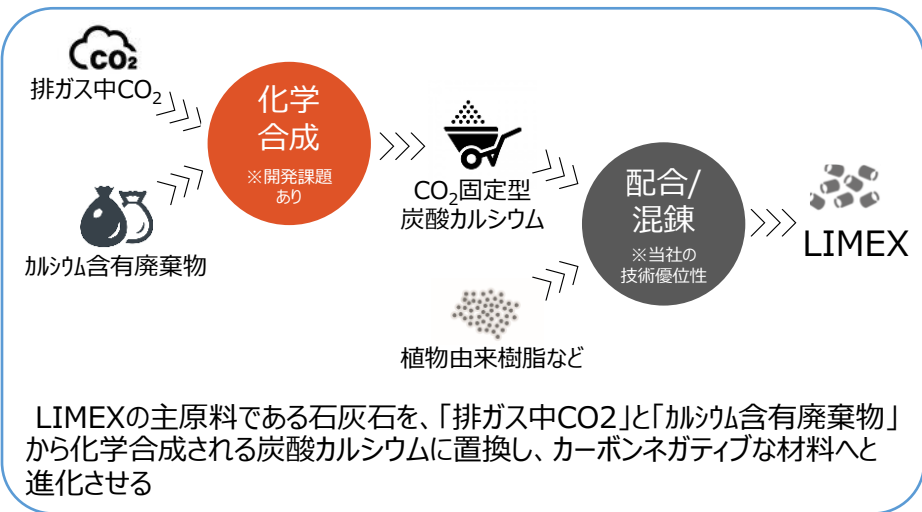 CO2
排ガス中CO2
化学
合成
※開発課題
あり
カルシウム含有廃棄物
CO2固定型
炭酸カルシウム
配合/
混錬
※当社の
技術優位性
植物由来樹脂など
LIMEX
LIMEXの主原料である石灰石を、「排ガス中CO2」と「カルシウム含有廃棄物」
から化学合成される炭酸カルシウムに置換し、カーボンネガティブな材料へと
進化させる